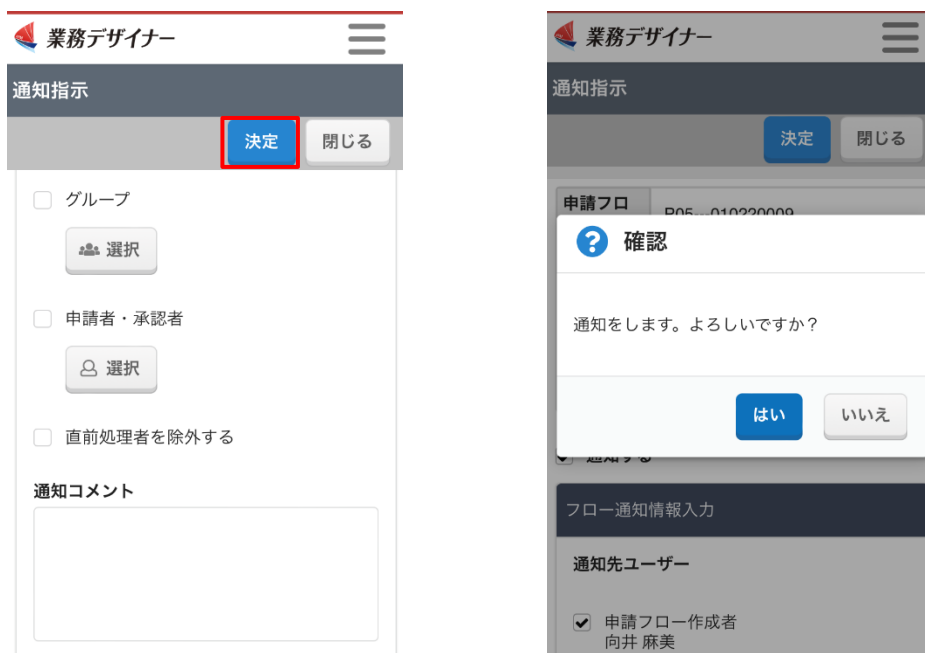 業務デザイナー
通知指示
決定
閉じる
グループ
選択
申請者・承認者
選択
直前処理者を除外する
通知コメント
業務デザイナー
通知指示
決定
閉じる
申請フロ
確認
通知をします。よろしいですか？
はい
いいえ
通知する
フロー通知情報入力
通知先ユーザー
申請フロー作成者
向井 麻美